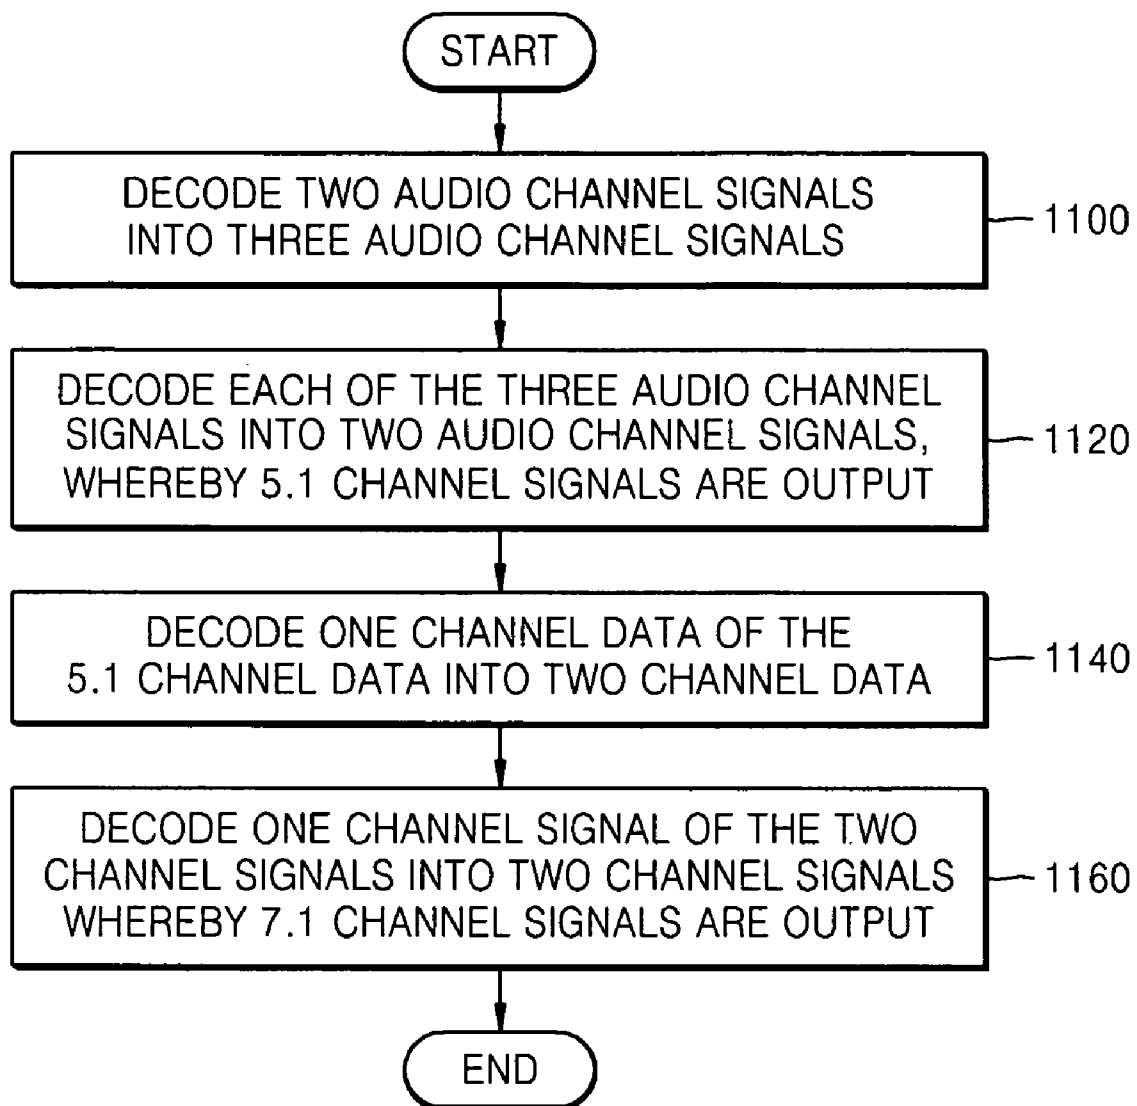 START
DECODE TWO AUDIO CHANNEL SIGNALS
INTO THREE AUDIO CHANNEL SIGNALS
1100
DECODE EACH OF THE THREE AUDIO CHANNEL
SIGNALS INTO TWO AUDIO CHANNEL SIGNALS,
WHEREBY 5.1 CHANNEL SIGNALS ARE OUTPUT
1120
DECODE ONE CHANNEL DATA OF THE
5.1 CHANNEL DATA INTO TWO CHANNEL DATA
1140
DECODE ONE CHANNEL SIGNAL OF THE TWO
CHANNEL SIGNALS INTO TWO CHANNEL SIGNALS
WHEREBY 7.1 CHANNEL SIGNALS ARE OUTPUT
1160
END